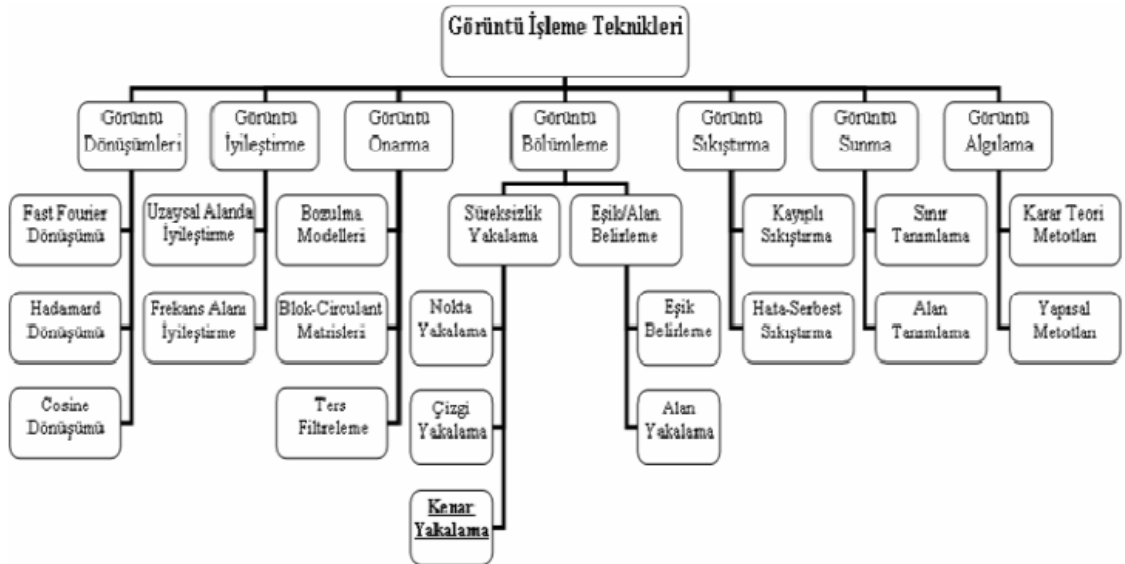 Görüntü İşleme Teknikleri
Görüntü
Dönüşümleri
Görüntü
İyileştirme
Görüntü
Onarma
Görüntü
Bölümleme
Görüntü
Sıkıştırma
Görüntü
Sunma
Görüntü
Algılama
Fast Fourier
Dönüşümü
Uzaysal Alanda
İyileştirme
Bozulma
Modelleri
Süreksizlik
Yakalama
Eşik/Alan
Belirleme
Kayıplı
Sıkıştırma
Sınır
Tanımlama
Karar Teori
Metotları
Hadamard
Dönüşümü
Frekans Alanı
İyileştirme
Blok-Circulant
Matrisleri
Nokta
Yakalama
Eşik
Belirleme
Hata-Serbest
Sıkıştırma
Alan
Tanımlama
Yapısal
Metotları
Cosine
Dönüşümü
Ters
Filtreleme
Çizgi
Yakalama
Alan
Yakalama
Kenar
Yakalama